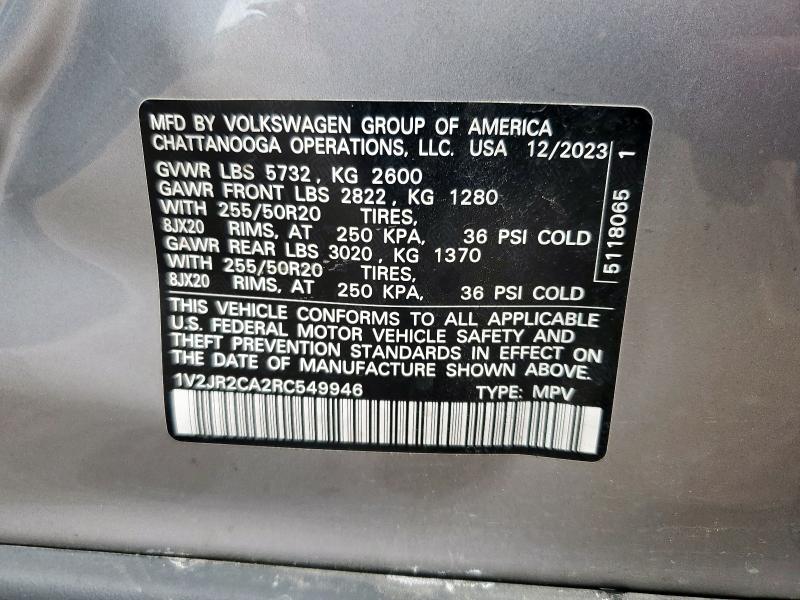 MFD BY VOLKSWAGEN GROUP OF AMERICA
CHATTANOOGA OPERATIONS, LLC. USA 12/2023
GVWR LBS 5732, KG 2600
GAWR FRONT LBS 2822, KG 1280
WITH 255/50R20 TIRES,
8JX20 RIMS, AT 250 KPA, 36 PSI COLD
GAWR REAR LBS 3020, KG 1370
WITH 255/50R20 TIRES,
8JX20 RIMS, AT 250 KPA, 36 PSI COLD
THIS VEHICLE CONFORMS TO ALL APPLICABLE
U.S. FEDERAL MOTOR VEHICLE SAFETY AND
THEFT PREVENTION STANDARDS IN EFFECT ON
THE DATE OF MANUFACTURE SHOWN ABOVE.
1V2JR2CA2RC549946 TYPE: MPV
5118065 1